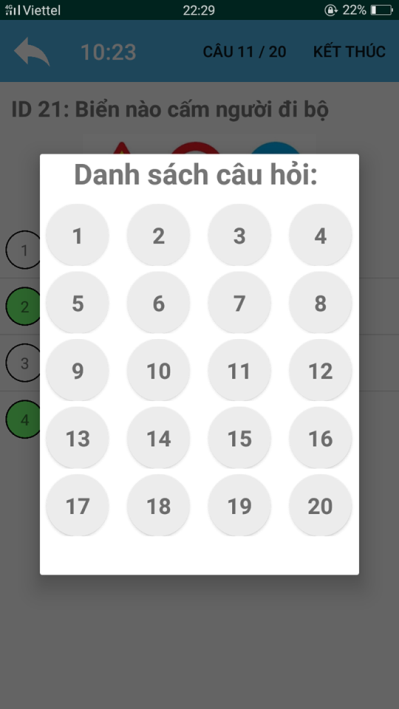 Viettel 22:29 22%
10:23 CÂU 11 / 20 KẾT THÚC
ID 21: Biển nào cấm người đi bộ
Danh sách câu hỏi:
1 2 3 4
5 6 7 8
9 10 11 12
13 14 15 16
17 18 19 20
1
2
3
4